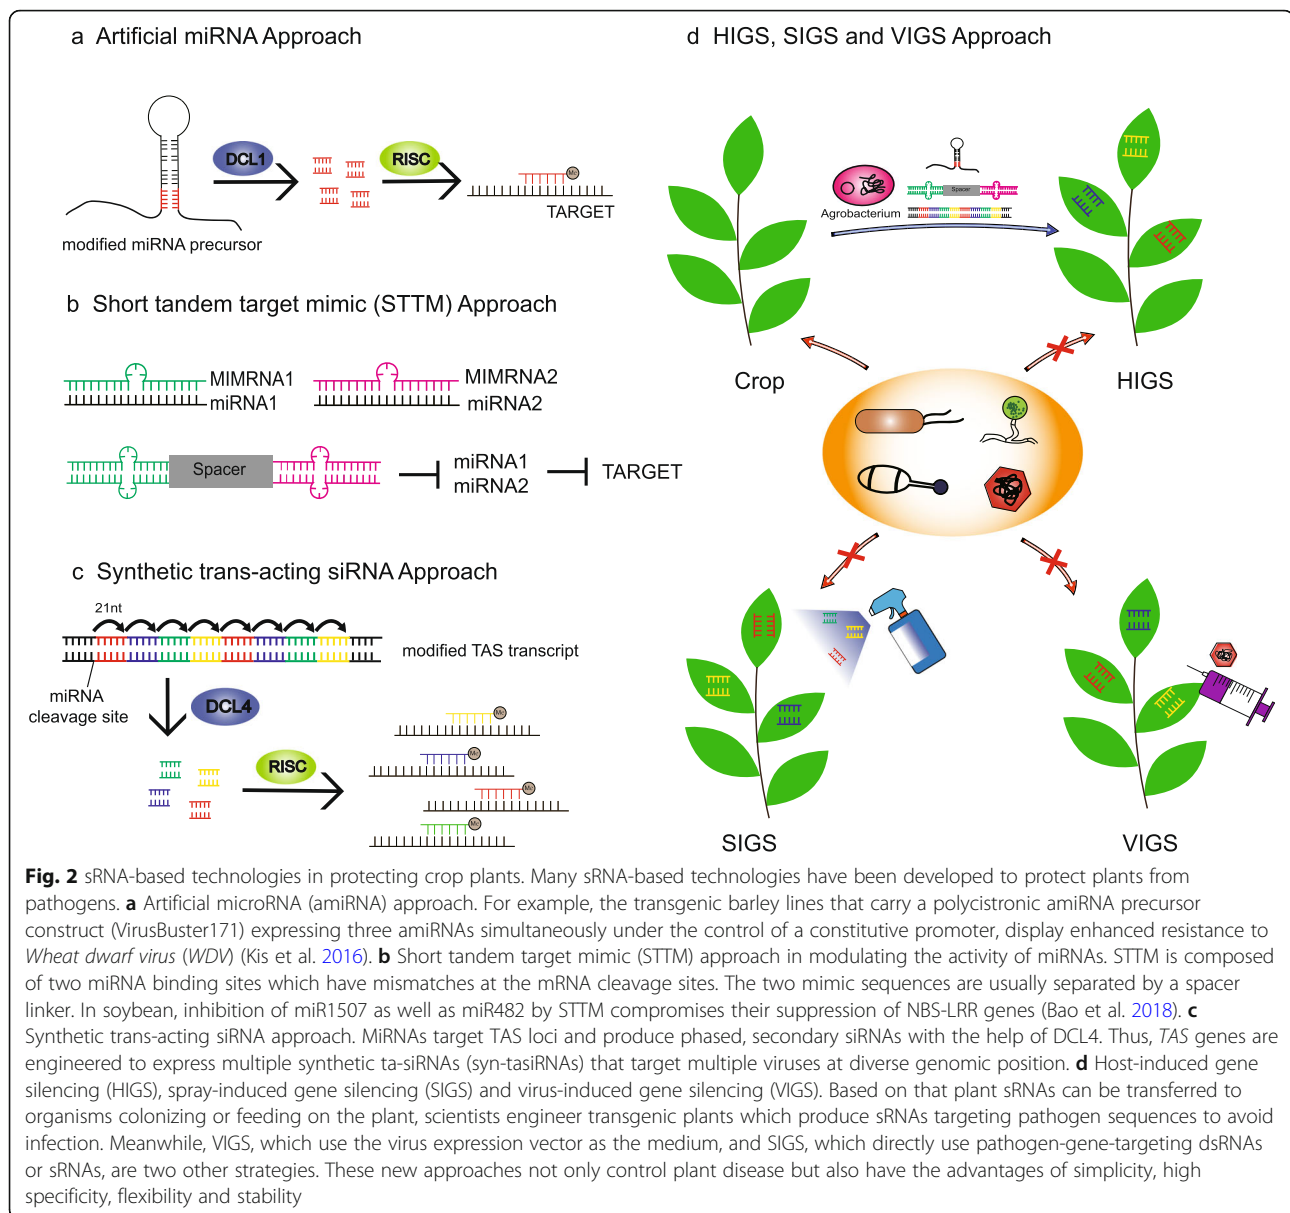 a Artificial miRNA Approach
DCL1
RISC
Mc
TARGET
modified miRNA precursor
b Short tandem target mimic (STTM) Approach
MIMRNA1
miRNA1
MIMRNA2
miRNA2
Spacer
miRNA1
miRNA2
TARGET
c Synthetic trans-acting siRNA Approach
21nt
modified TAS transcript
miRNA
cleavage site
DCL4
RISC
Mc
Mc
Mc
Mc
d HIGS, SIGS and VIGS Approach
Spacer
Agrobacterium
Crop
HIGS
SIGS
VIGS
Fig. 2 sRNA-based technologies in protecting crop plants. Many sRNA-based technologies have been developed to protect plants from
pathogens. a Artificial microRNA (amiRNA) approach. For example, the transgenic barley lines that carry a polycistronic amiRNA precursor
construct (VirusBuster171) expressing three amiRNAs simultaneously under the control of a constitutive promoter, display enhanced resistance to
Wheat dwarf virus (WDV) (Kis et al. 2016). b Short tandem target mimic (STTM) approach in modulating the activity of miRNAs. STTM is composed
of two miRNA binding sites which have mismatches at the mRNA cleavage sites. The two mimic sequences are usually separated by a spacer
linker. In soybean, inhibition of miR1507 as well as miR482 by STTM compromises their suppression of NBS-LRR genes (Bao et al. 2018). c
Synthetic trans-acting siRNA approach. MiRNAs target TAS loci and produce phased, secondary siRNAs with the help of DCL4. Thus, TAS genes are
engineered to express multiple synthetic ta-siRNAs (syn-tasiRNAs) that target multiple viruses at diverse genomic position. d Host-induced gene
silencing (HIGS), spray-induced gene silencing (SIGS) and virus-induced gene silencing (VIGS). Based on that plant sRNAs can be transferred to
organisms colonizing or feeding on the plant, scientists engineer transgenic plants which produce sRNAs targeting pathogen sequences to avoid
infection. Meanwhile, VIGS, which use the virus expression vector as the medium, and SIGS, which directly use pathogen-gene-targeting dsRNAs
or sRNAs, are two other strategies. These new approaches not only control plant disease but also have the advantages of simplicity, high
specificity, flexibility and stability